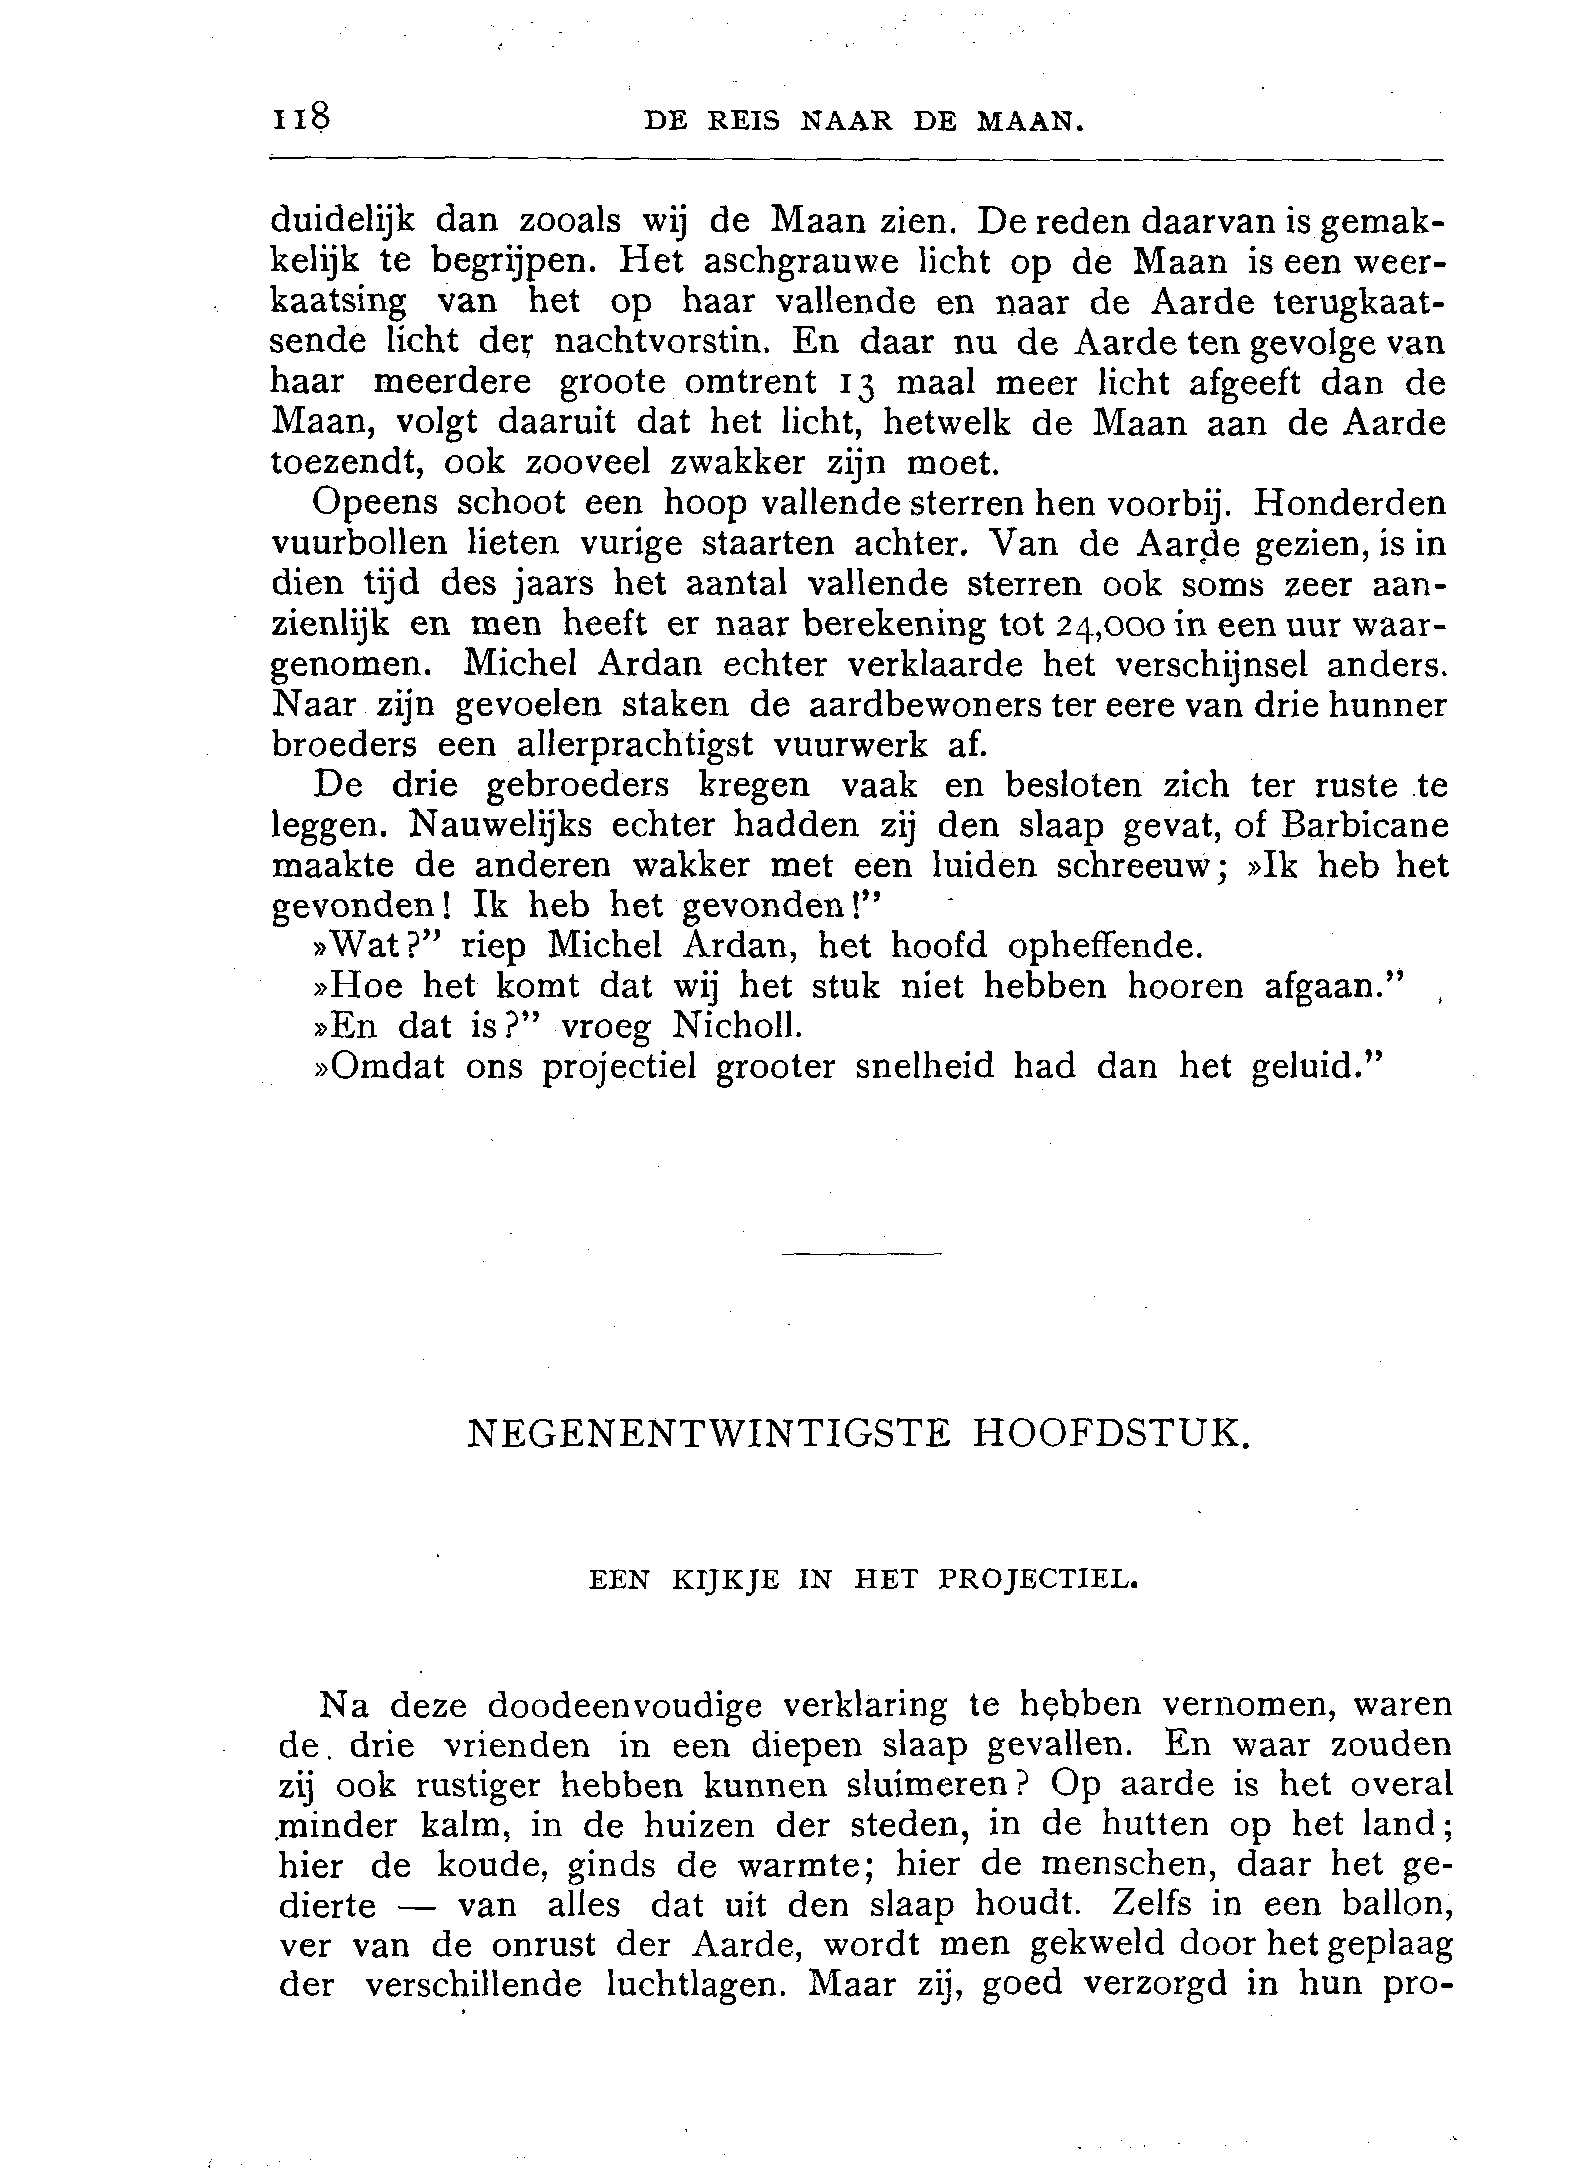 118 DE REIS NAAR DE MAAN.
duidelijk dan zooals wij de Maan zien. De reden daarvan is gemak-
kelijk te begrijpen. Het aschgrauwe licht op de Maan is een weer-
kaatsing van het op haar vallende en naar de Aarde terugkaat-
sende licht der nachtvorstin. En daar nu de Aarde ten gevolge van
haar meerdere groote omtrent 13 maal meer licht afgeeft dan de
Maan, volgt daaruit dat het licht, hetwelk de Maan aan de Aarde
toezendt, ook zooveel zwakker zijn moet.
Opeens schoot een hoop vallende sterren hen voorbij. Honderden
vuurbollen lieten vurige staarten achter. Van de Aarde gezien, is in
dien tijd des jaars het aantal vallende sterren ook soms zeer aan-
zienlijk en men heeft er naar berekening tot 24,000 in een uur waar-
genomen. Michel Ardan echter verklaarde het verschijnsel anders.
Naar zijn gevoelen staken de aardbewoners ter eere van drie hunner
broeders een allerprachtigst vuurwerk af.
De drie gebroeders kregen vaak en besloten zich ter ruste te
leggen. Nauwelijks echter hadden zij den slaap gevat, of Barbicane
maakte de anderen wakker met een luiden schreeuw; »Ik heb het
gevonden! Ik heb het gevonden!”
»Wat?” riep Michel Ardan, het hoofd opheffende.
»Hoe het komt dat wij het stuk niet hebben hooren afgaan.”
»En dat is?” vroeg Nicholl.
»Omdat ons projectiel grooter snelheid had dan het geluid.”
NEGENENTWINTIGSTE HOOFDSTUK.
EEN KIJKJE IN HET PROJECTIEL.
Na deze doodeenvoudige verklaring te hebben vernomen, waren
de drie vrienden in een diepen slaap gevallen. En waar zouden
zij ook rustiger hebben kunnen sluimeren? Op aarde is het overal
minder kalm, in de huizen der steden, in de hutten op het land;
hier de koude, ginds de warmte; hier de menschen, daar het ge-
dierte — van alles dat uit den slaap houdt. Zelfs in een ballon,
ver van de onrust der Aarde, wordt men gekweld door het geplaag
der verschillende luchtlagen. Maar zij, goed verzorgd in hun pro-